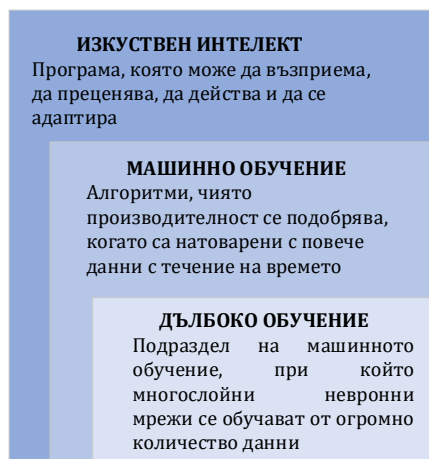 ИЗКУСТВЕН ИНТЕЛЕКТ
Програма, която може да възприема,
да преценява, да действа и да се
адаптира
МАШИННО ОБУЧЕНИЕ
Алгоритми, чиято
производителност се подобрява,
когато са натоварени с повече
данни с течение на времето
ДЪЛБОКО ОБУЧЕНИЕ
Подраздел на машинното
обучение, при който
многослойни невронни
мрежи се обучават от огромно
количество данни